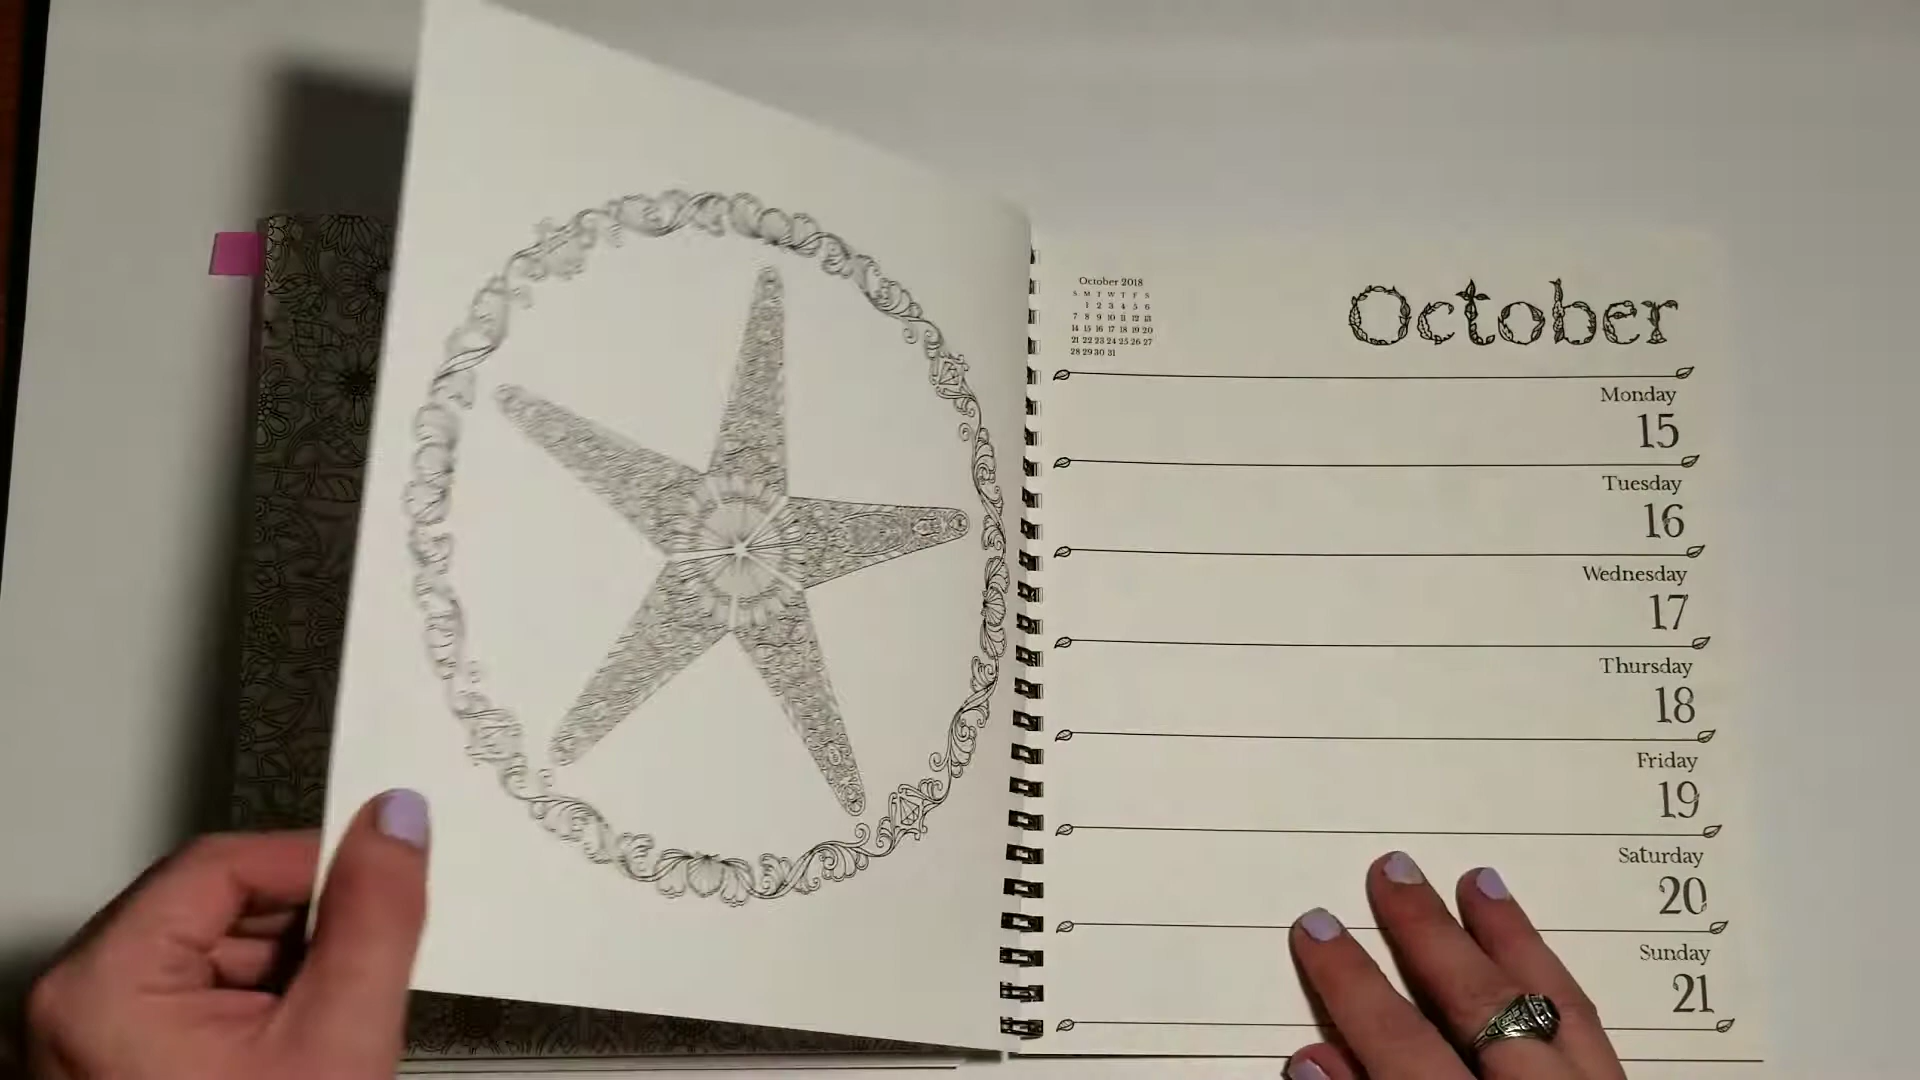 October 2018
S M T W T F S
1 2 3 4 5 6
7 8 9 10 11 12 13
14 15 16 17 18 19 20
21 22 23 24 25 26 27
28 29 30 31
October
Monday
15
Tuesday
16
Wednesday
17
Thursday
18
Friday
19
Saturday
20
Sunday
21